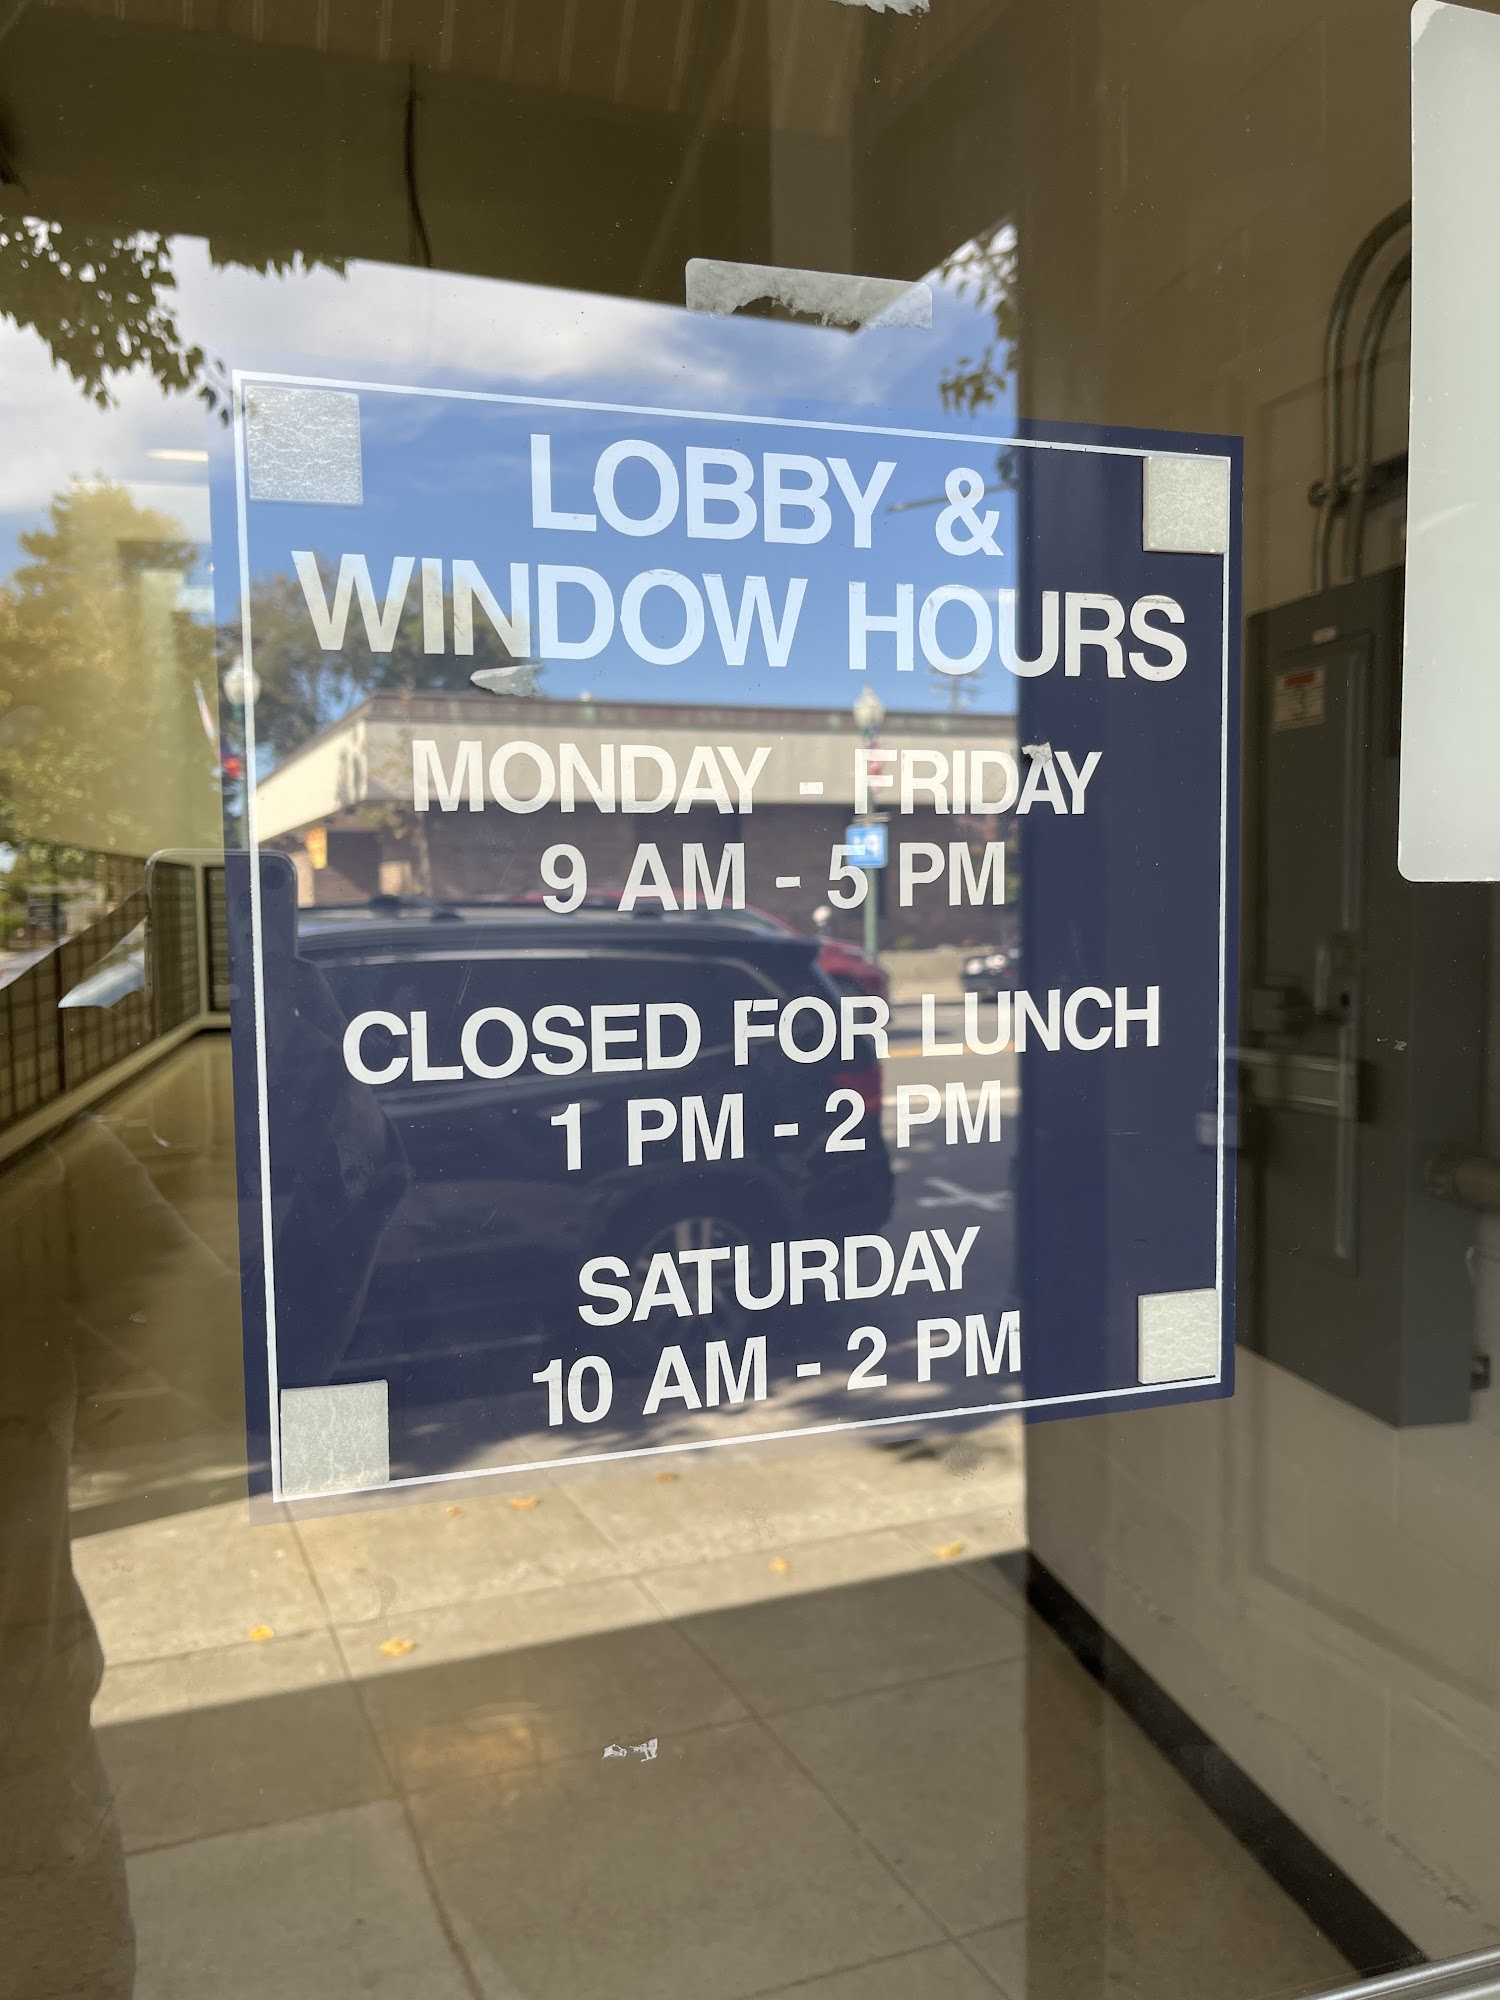 LOBBY &
WINDOW HOURS
MONDAY - FRIDAY
9 AM - 5 PM
CLOSED FOR LUNCH
1 PM - 2 PM
SATURDAY
10 AM - 2 PM